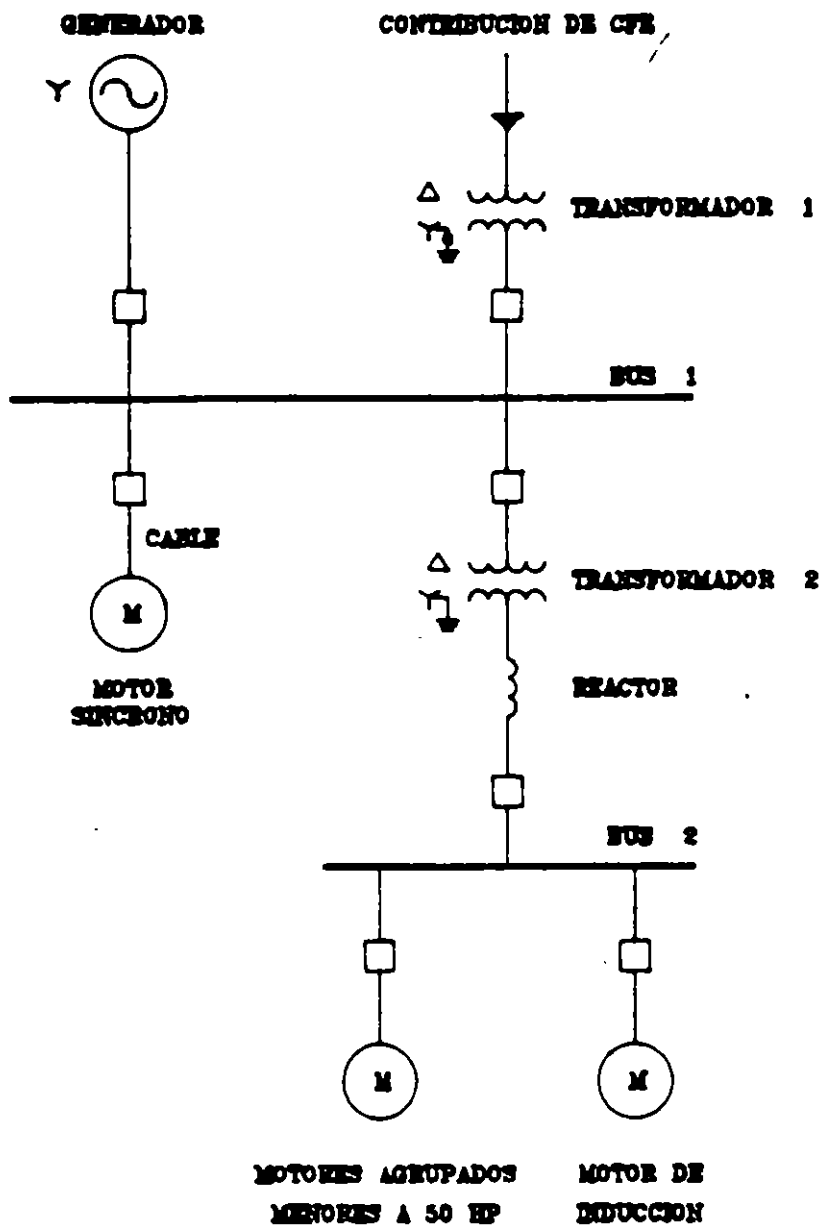 GENERADOR
CONTRIBUCION DE CFE
TRANSFORMADOR 1
BUS 1
CABLE
TRANSFORMADOR 2
M
MOTOR
SINCRONO
REACTOR
BUS 2
M
M
MOTORES AGRUPADOS
MENORES A 50 HP
MOTOR DE
INDUCCION